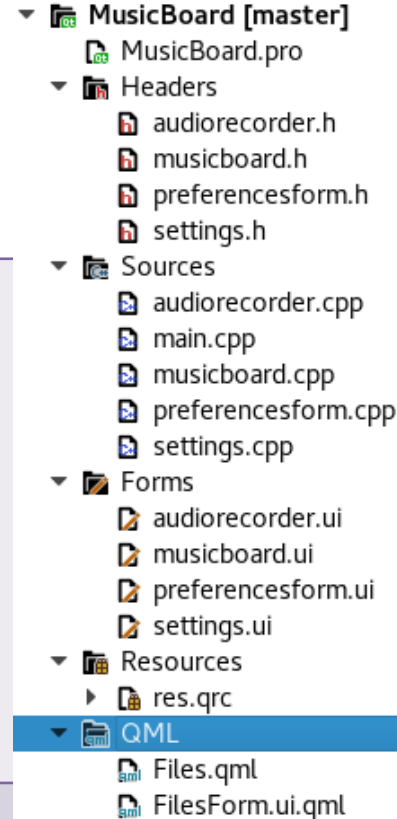 MusicBoard [master]
MusicBoard.pro
Headers
audiorecorder.h
musicboard.h
preferencesform.h
settings.h
Sources
audiorecorder.cpp
main.cpp
musicboard.cpp
preferencesform.cpp
settings.cpp
Forms
audiorecorder.ui
musicboard.ui
preferencesform.ui
settings.ui
Resources
res.qrc
QML
Files.qml
FilesForm.ui.qml